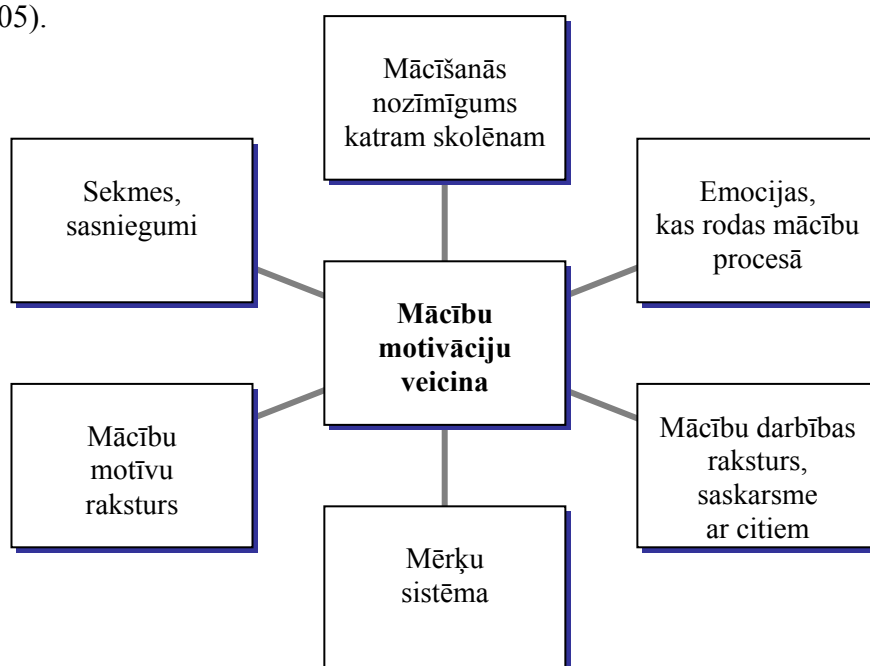 05).
Mācīšanās
nozīmīgums
katram skolēnam
Sekmes,
sasniegumi
Emocijas,
kas rodas mācību
procesā
Mācību
motivāciju
veicina
Mācību
motīvu
raksturs
Mācību darbības
raksturs,
saskarsme
ar citiem
Mērķu
sistēma